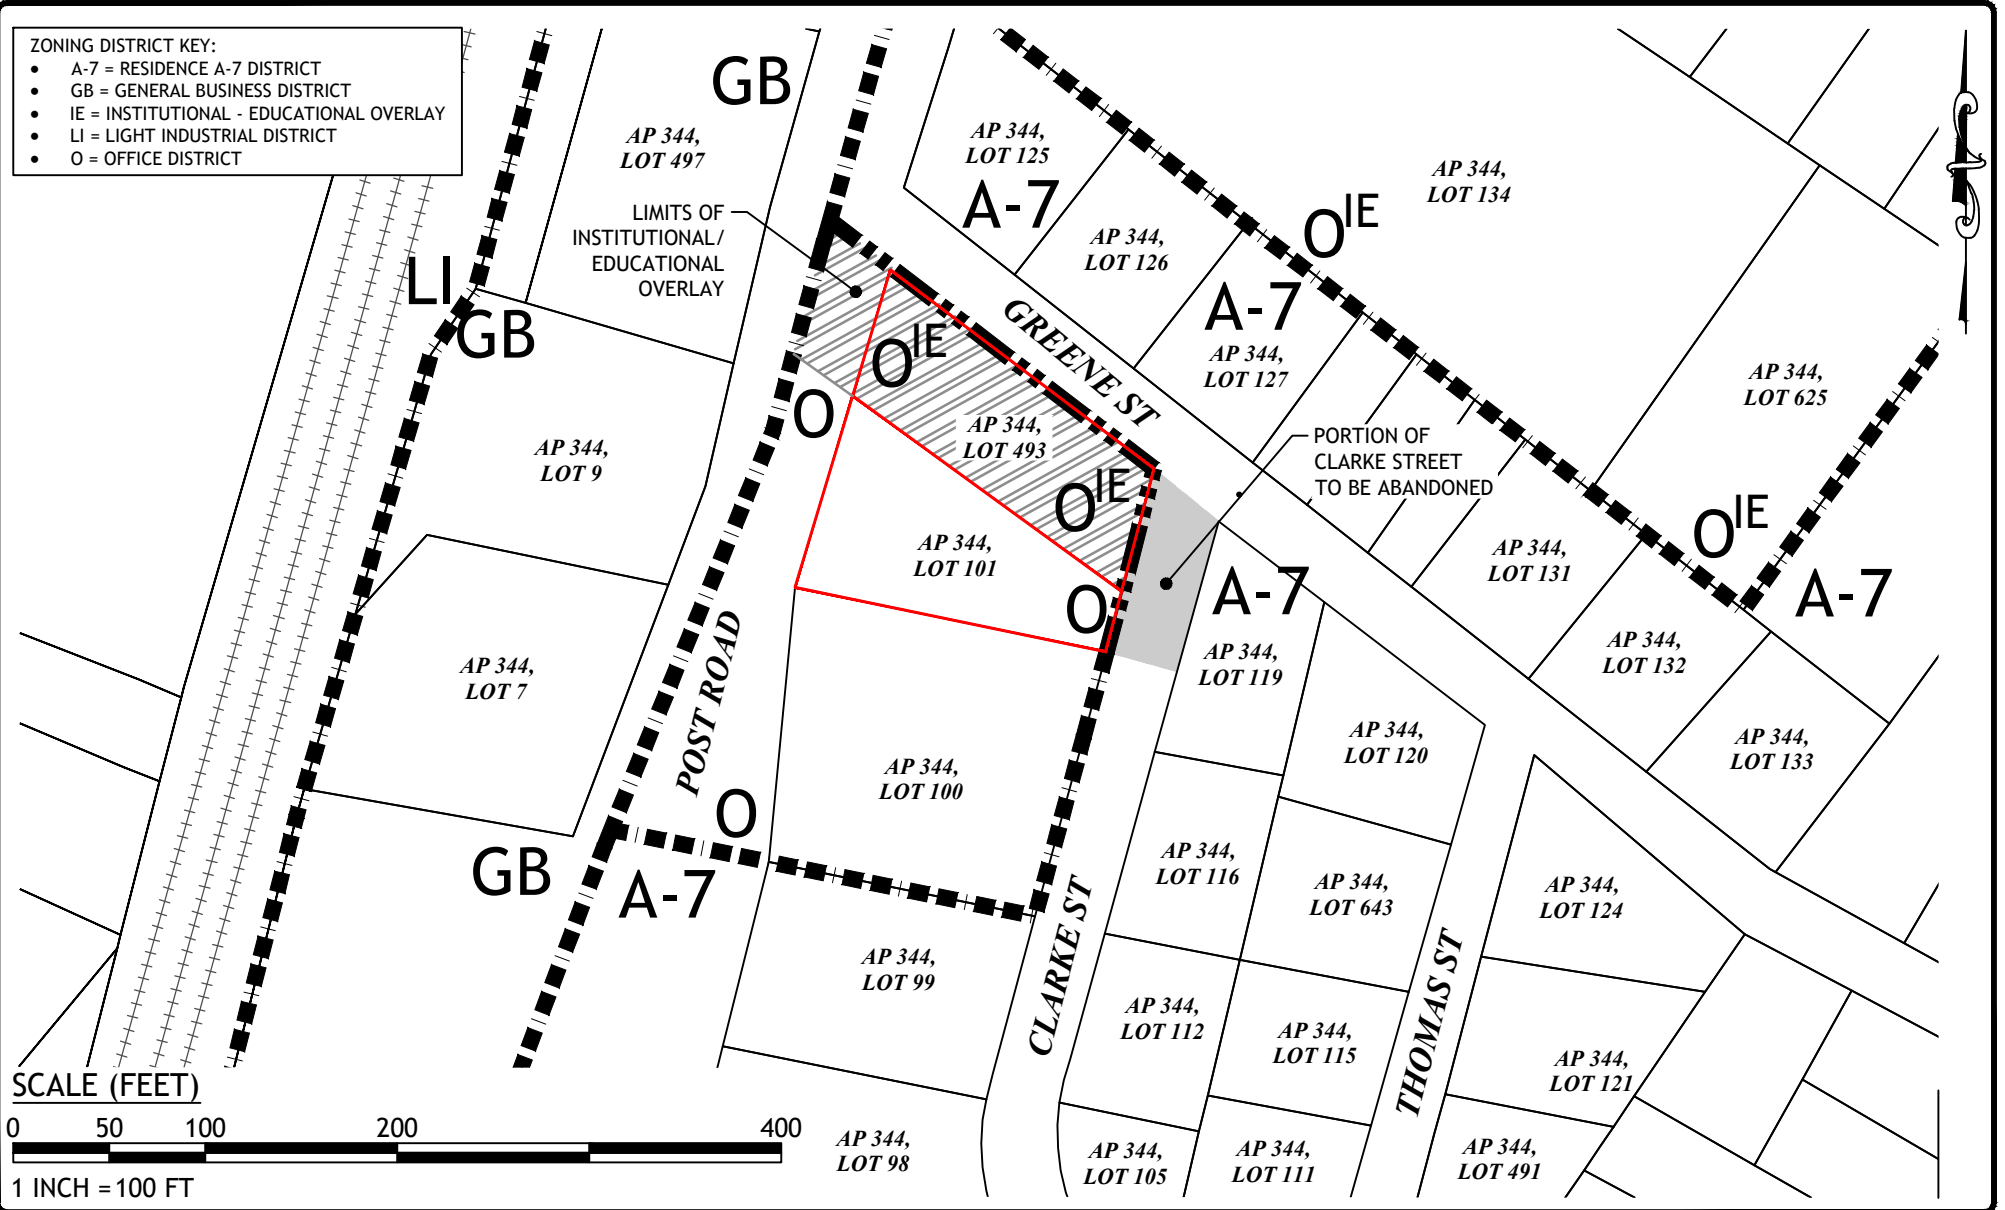 ZONING DISTRICT KEY:
• A-7 = RESIDENCE A-7 DISTRICT
• GB = GENERAL BUSINESS DISTRICT
• IE = INSTITUTIONAL - EDUCATIONAL OVERLAY
• LI = LIGHT INDUSTRIAL DISTRICT
• O = OFFICE DISTRICT
GB
AP 344,
LOT 497
LIMITS OF
INSTITUTIONAL/
EDUCATIONAL
OVERLAY
AP 344,
LOT 125
A-7
AP 344,
LOT 126
AP 344,
LOT 134
OIE
LI
GB
A-7
AP 344,
LOT 127
GREENE ST
OIE
O
AP 344,
LOT 493
AP 344,
LOT 625
AP 344,
LOT 9
PORTION OF
CLARKE STREET
TO BE ABANDONED
OIE
OIE
AP 344,
LOT 101
O
A-7
AP 344,
LOT 131
A-7
AP 344,
LOT 7
POST ROAD
AP 344,
LOT 119
AP 344,
LOT 132
AP 344,
LOT 120
AP 344,
LOT 133
AP 344,
LOT 100
O
GB
A-7
AP 344,
LOT 116
AP 344,
LOT 643
AP 344,
LOT 124
AP 344,
LOT 99
CLARKE ST
THOMAS ST
AP 344,
LOT 112
AP 344,
LOT 115
AP 344,
LOT 121
AP 344,
LOT 98
AP 344,
LOT 105
AP 344,
LOT 111
AP 344,
LOT 491
SCALE (FEET)
0 50 100 200 400
1 INCH = 100 FT